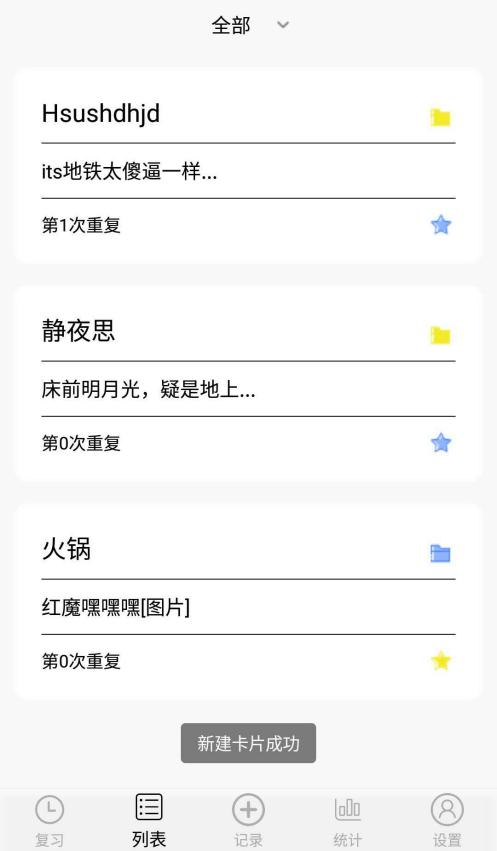 全部
Hsushdhjd
its地铁太傻逼一样...
第1次重复
静夜思
床前明月光，疑是地上...
第0次重复
火锅
红魔嘿嘿嘿[图片]
第0次重复
新建卡片成功
复习
列表
记录
统计
设置